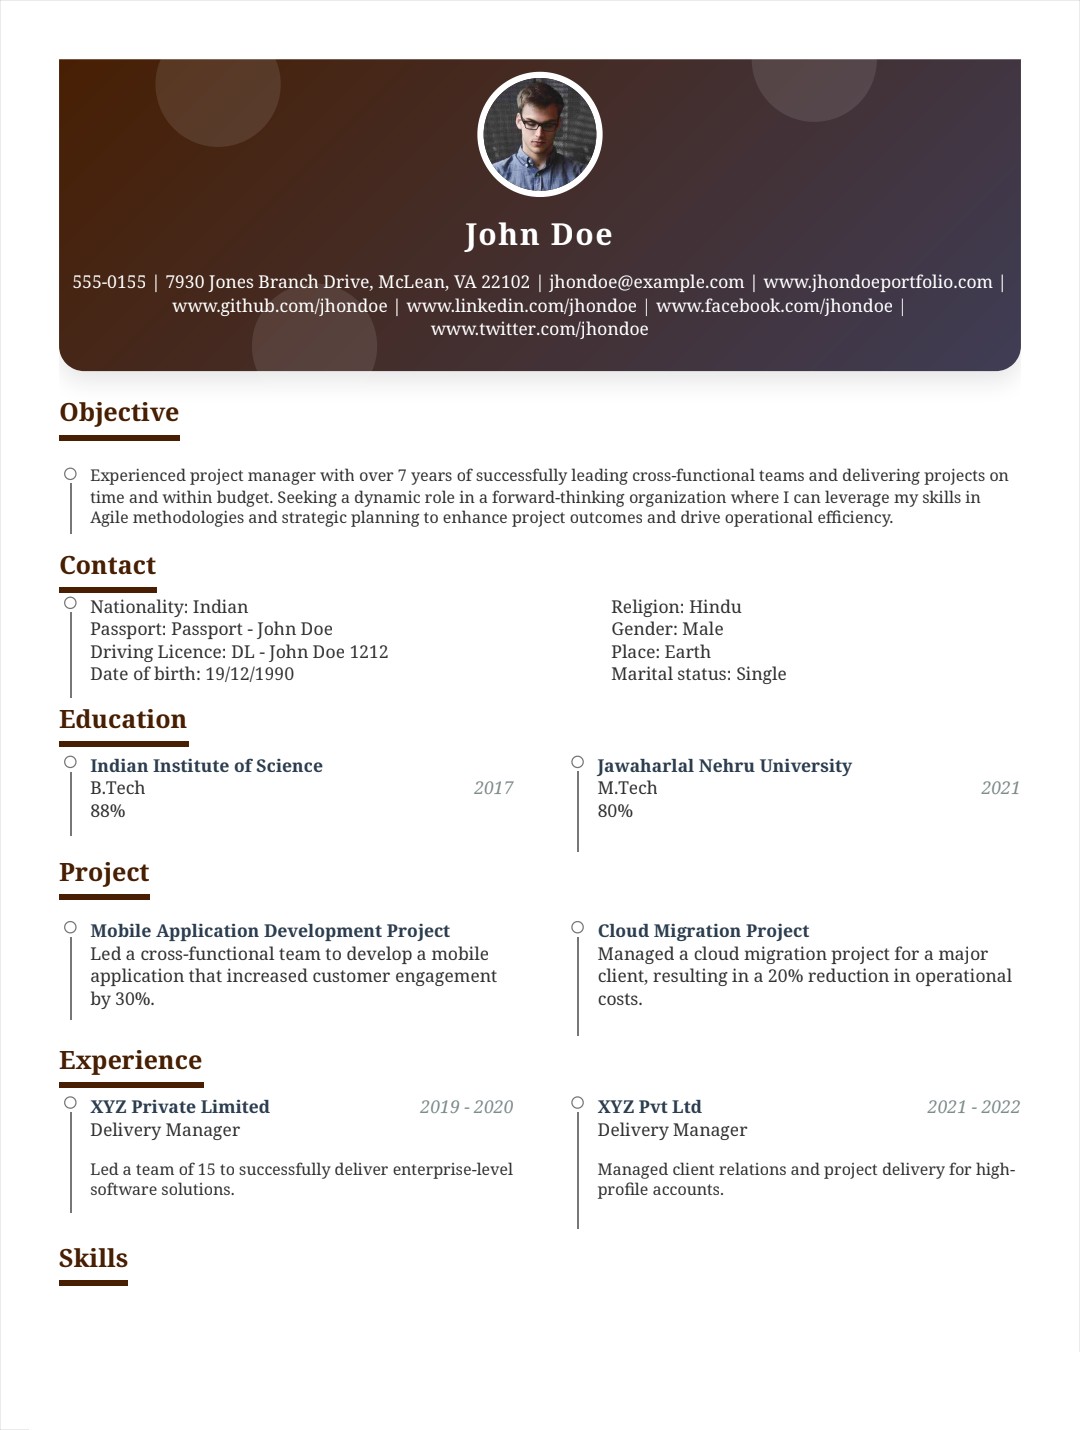 John Doe
555-0155 | 7930 Jones Branch Drive, McLean, VA 22102 | jhondoe@example.com | www.jhondoeportfolio.com |
www.github.com/jhondoe | www.linkedin.com/jhondoe | www.facebook.com/jhondoe |
www.twitter.com/jhondoe
Objective
Experienced project manager with over 7 years of successfully leading cross-functional teams and delivering projects on
time and within budget. Seeking a dynamic role in a forward-thinking organization where I can leverage my skills in
Agile methodologies and strategic planning to enhance project outcomes and drive operational efficiency.
Contact
Nationality: Indian
Passport: Passport - John Doe
Driving Licence: DL - John Doe 1212
Date of birth: 19/12/1990
Religion: Hindu
Gender: Male
Place: Earth
Marital status: Single
Education
Indian Institute of Science
B.Tech 2017
88%
Jawaharlal Nehru University
M.Tech 2021
80%
Project
Mobile Application Development Project
Led a cross-functional team to develop a mobile
application that increased customer engagement
by 30%.
Cloud Migration Project
Managed a cloud migration project for a major
client, resulting in a 20% reduction in operational
costs.
Experience
XYZ Private Limited 2019 - 2020
Delivery Manager
Led a team of 15 to successfully deliver enterprise-level
software solutions.
XYZ Pvt Ltd 2021 - 2022
Delivery Manager
Managed client relations and project delivery for high-
profile accounts.
Skills